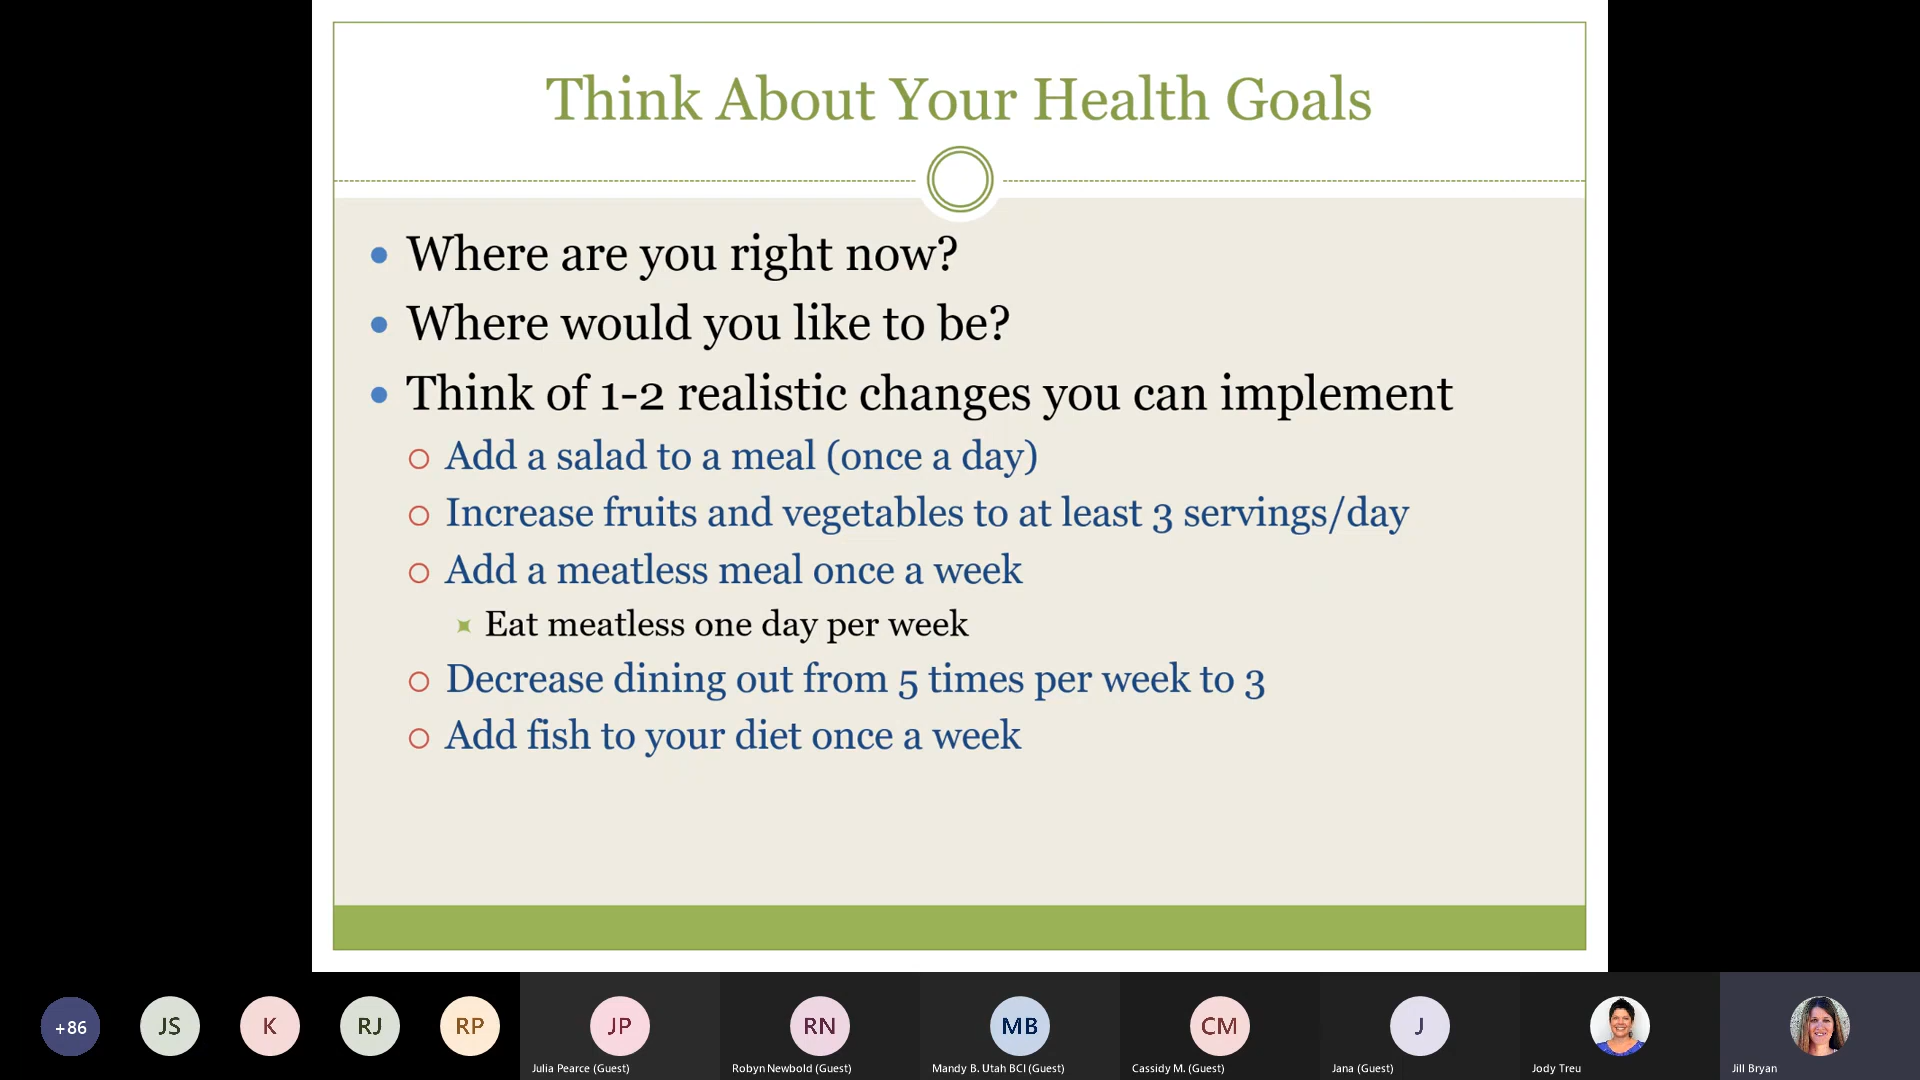 Think About Your Health Goals
Where are you right now?
Where would you like to be?
Think of 1-2 realistic changes you can implement
Add a salad to a meal (once a day)
Increase fruits and vegetables to at least 3 servings/day
Add a meatless meal once a week
Eat meatless one day per week
Decrease dining out from 5 times per week to 3
Add fish to your diet once a week
+86 JS K RJ RP JP RN MB CM J
Julia Pearce (Guest) Robyn Newbold (Guest) Mandy B. Utah BCI (Guest) Cassidy M. (Guest) Jana (Guest) Jody Treu Jill Bryan